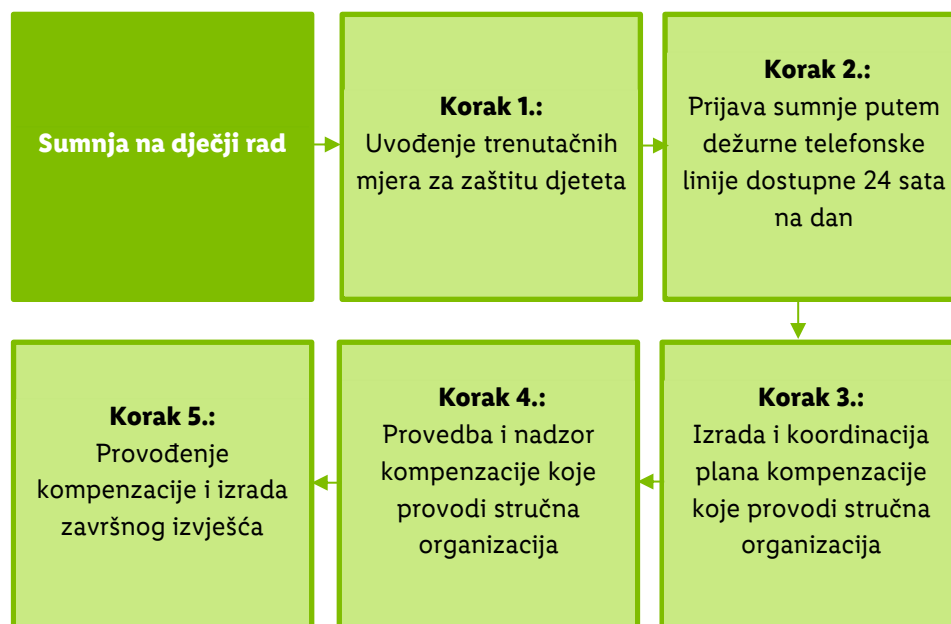 Sumnja na dječji rad
Korak 1.:
Uvođenje trenutačnih
mjera za zaštitu djeteta
Korak 2.:
Prijava sumnje putem
dežurne telefonske
linije dostupne 24 sata
na dan
Korak 3.:
Izrada i koordinacija
plana kompenzacije
koje provodi stručna
organizacija
Korak 4.:
Provedba i nadzor
kompenzacije koje
provodi stručna
organizacija
Korak 5.:
Provođenje
kompenzacije i izrada
završnog izvješća